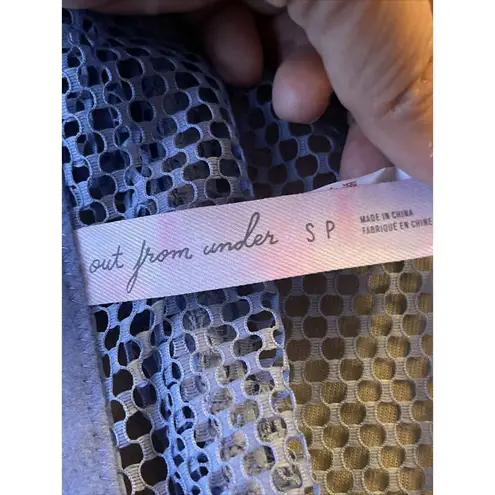 out from under S P
MADE IN CHINA
FABRIQUÉ EN CHINE